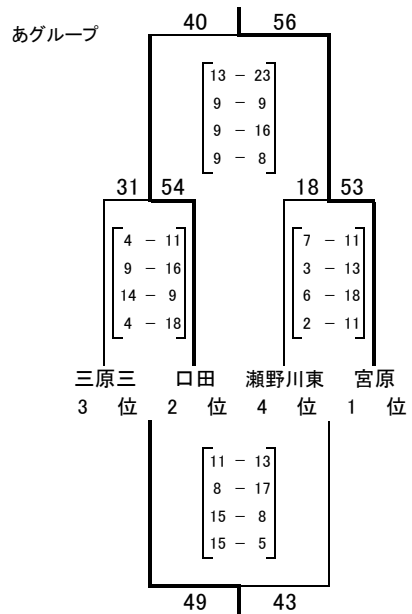 40 56
あグループ
13 － 23
9 － 9
9 － 16
9 － 8
31 54 18 53
4 － 11 7 － 11
9 － 16 3 － 13
14 － 9 6 － 18
4 － 18 2 － 11
三原三 口田 瀬野川東 宮原
3 位 2 位 4 位 1 位
11 － 13
8 － 17
15 － 8
15 － 5
49 43